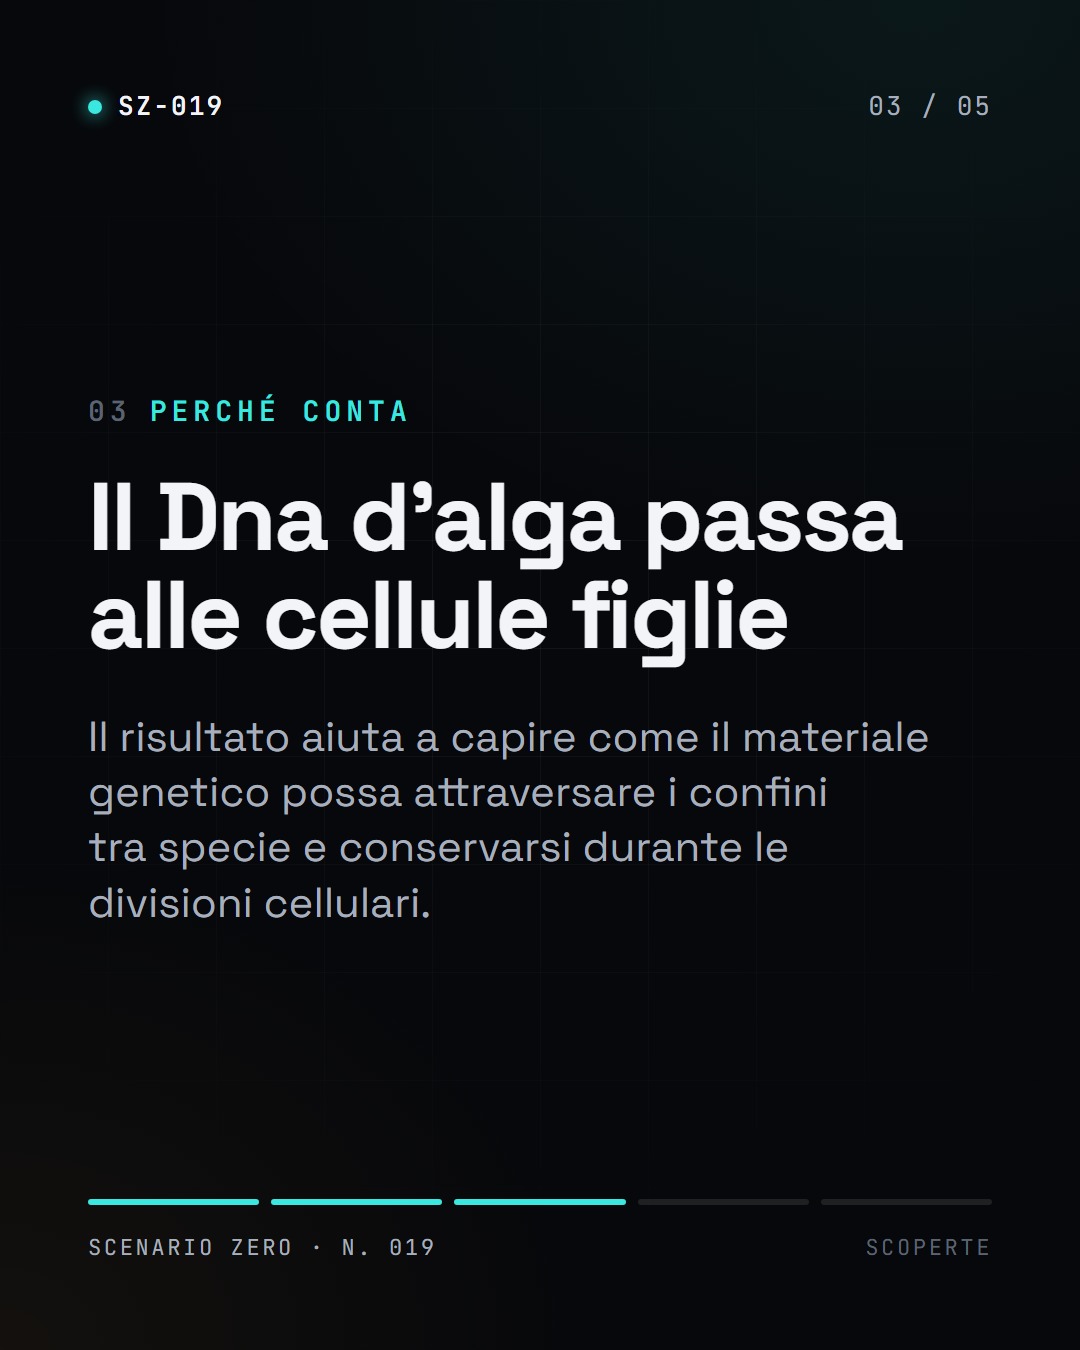 SZ-019
03 / 05
03 PERCHÉ CONTA
Il Dna d’alga passa
alle cellule figlie
Il risultato aiuta a capire come il materiale
genetico possa attraversare i confini
tra specie e conservarsi durante le
divisioni cellulari.
SCENARIO ZERO · N. 019
SCOPERTE